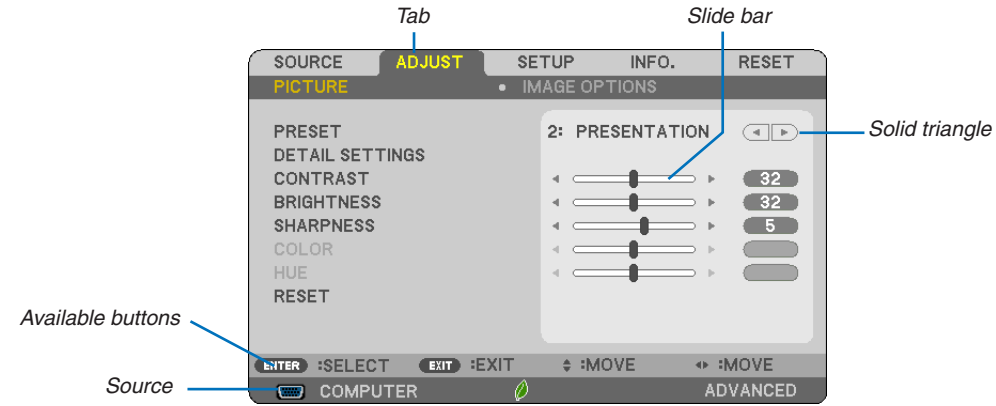 Tab Slide bar
SOURCE ADJUST SETUP INFO. RESET
PICTURE • IMAGE OPTIONS
PRESET 2: PRESENTATION Solid triangle
DETAIL SETTINGS
CONTRAST 32
BRIGHTNESS 32
SHARPNESS 5
COLOR
HUE
RESET
Available buttons
ENTER :SELECT EXIT :EXIT :MOVE :MOVE
Source COMPUTER ADVANCED